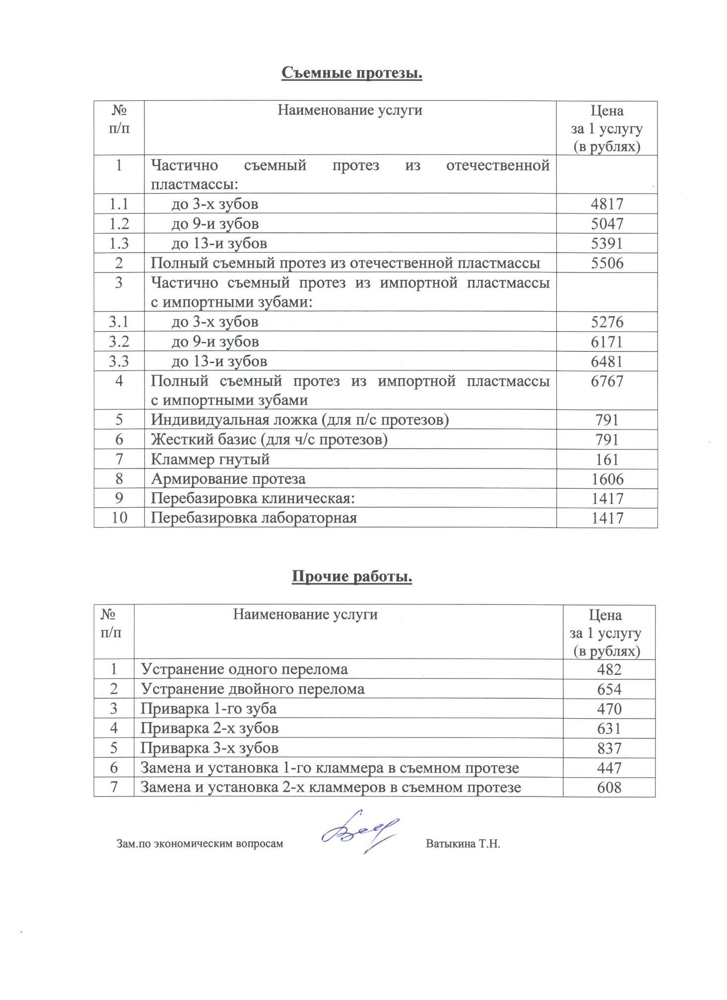 Съемные протезы.
№ Наименование услуги Цена
п/п за 1 услугу
(в рублях)
1 Частично съемный протез из отечественной
пластмассы:
1.1 до 3-х зубов 4817
1.2 до 9-и зубов 5047
1.3 до 13-и зубов 5391
2 Полный съемный протез из отечественной пластмассы 5506
3 Частично съемный протез из импортной пластмассы
с импортными зубами:
3.1 до 3-х зубов 5276
3.2 до 9-и зубов 6171
3.3 до 13-и зубов 6481
4 Полный съемный протез из импортной пластмассы 6767
с импортными зубами
5 Индивидуальная ложка (для п/с протезов) 791
6 Жесткий базис (для ч/с протезов) 791
7 Кламмер гнутый 161
8 Армирование протеза 1606
9 Перебазировка клиническая: 1417
10 Перебазировка лабораторная 1417
Прочие работы.
№ Наименование услуги Цена
п/п за 1 услугу
(в рублях)
1 Устранение одного перелома 482
2 Устранение двойного перелома 654
3 Приварка 1-го зуба 470
4 Приварка 2-х зубов 631
5 Приварка 3-х зубов 837
6 Замена и установка 1-го кламмера в съемном протезе 447
7 Замена и установка 2-х кламмеров в съемном протезе 608
Зам.по экономическим вопросам Ватыкина Т.Н.